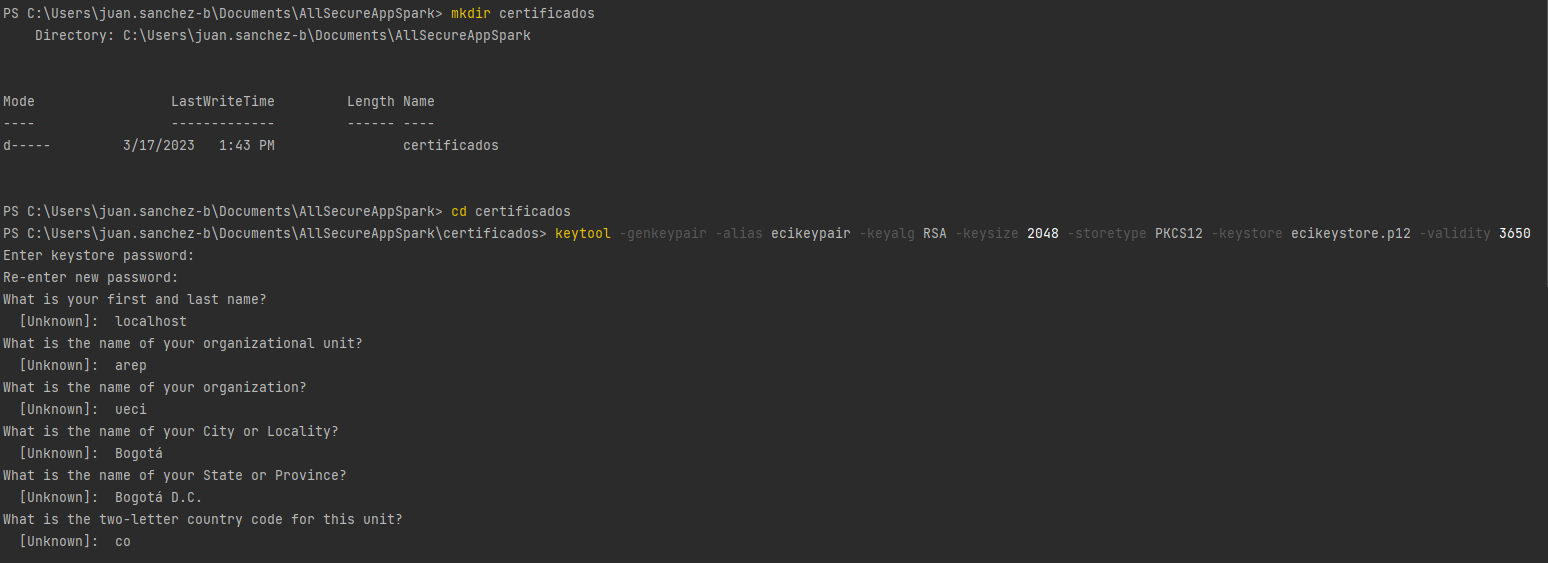 PS C:\Users\juan.sanchez-b\Documents\AllSecureAppSpark> mkdir certificados
    Directory: C:\Users\juan.sanchez-b\Documents\AllSecureAppSpark
Mode                 LastWriteTime         Length Name
----                 -------------         ------ ----
d-----         3/17/2023   1:43 PM                certificados
PS C:\Users\juan.sanchez-b\Documents\AllSecureAppSpark> cd certificados
PS C:\Users\juan.sanchez-b\Documents\AllSecureAppSpark\certificados> keytool -genkeypair -alias ecikeypair -keyalg RSA -keysize 2048 -storetype PKCS12 -keystore ecikeystore.p12 -validity 3650
Enter keystore password:
Re-enter new password:
What is your first and last name?
  [Unknown]:  localhost
What is the name of your organizational unit?
  [Unknown]:  arep
What is the name of your organization?
  [Unknown]:  ueci
What is the name of your City or Locality?
  [Unknown]:  Bogotá
What is the name of your State or Province?
  [Unknown]:  Bogotá D.C.
What is the two-letter country code for this unit?
  [Unknown]:  co